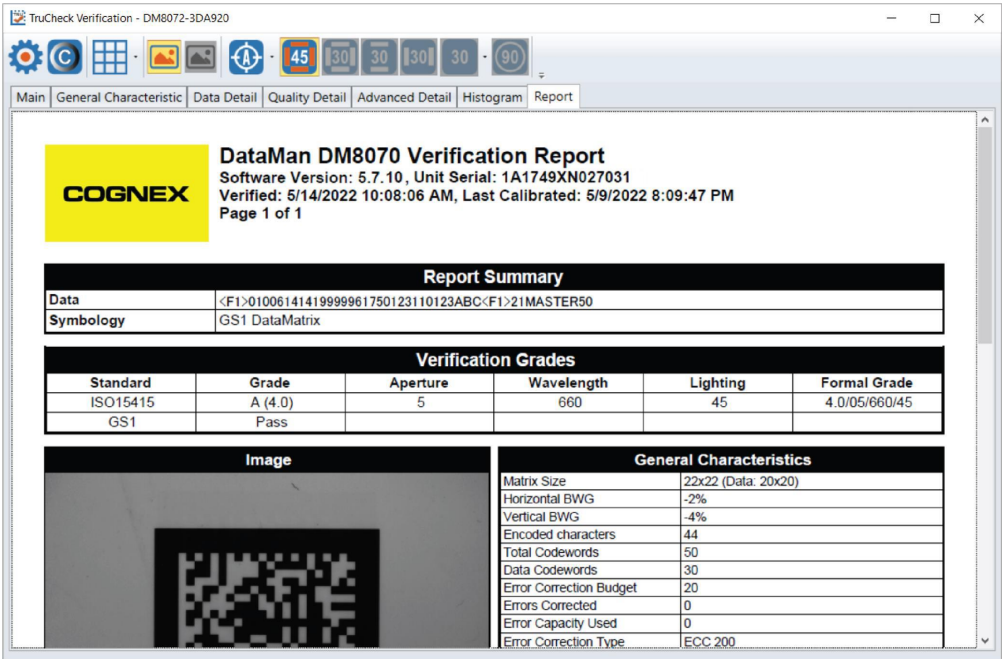 TruCheck Verification - DM8072-3DA920
C A 45 30 30 30 30 90
Main General Characteristic Data Detail Quality Detail Advanced Detail Histogram Report
COGNEX
DataMan DM8070 Verification Report
Software Version: 5.7.10, Unit Serial: 1A1749XN027031
Verified: 5/14/2022 10:08:06 AM, Last Calibrated: 5/9/2022 8:09:47 PM
Page 1 of 1
Report Summary
Data <F1>01006141419999961750123110123ABC<F1>21MASTER50
Symbology GS1 DataMatrix
Verification Grades
Standard Grade Aperture Wavelength Lighting Formal Grade
ISO15415 A (4.0) 5 660 45 4.0/05/660/45
GS1 Pass
Image
General Characteristics
Matrix Size 22x22 (Data: 20x20)
Horizontal BWG -2%
Vertical BWG -4%
Encoded characters 44
Total Codewords 50
Data Codewords 30
Error Correction Budget 20
Errors Corrected 0
Error Capacity Used 0
Error Correction Type ECC 200